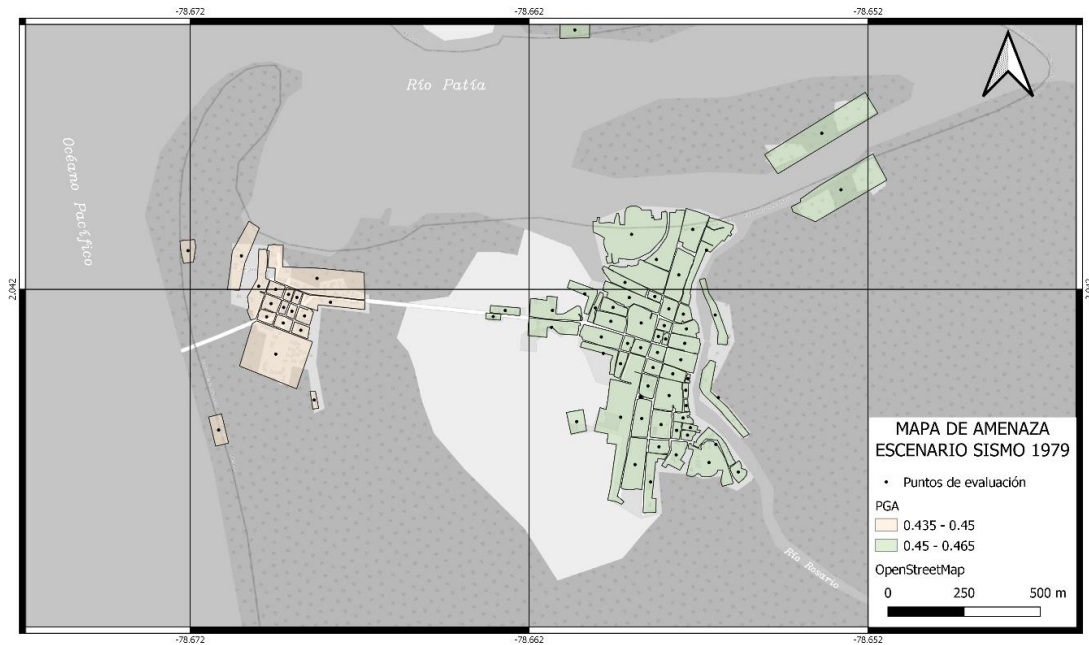 -78.672
-78.662
-78.652
Río Patía
Océano Pacífico
2.042
2.042
MAPA DE AMENAZA
ESCENARIO SISMO 1979
Puntos de evaluación
PGA
0.435 - 0.45
0.45 - 0.465
OpenStreetMap
0
250
500 m
Río Rosario
-78.672
-78.662
-78.652